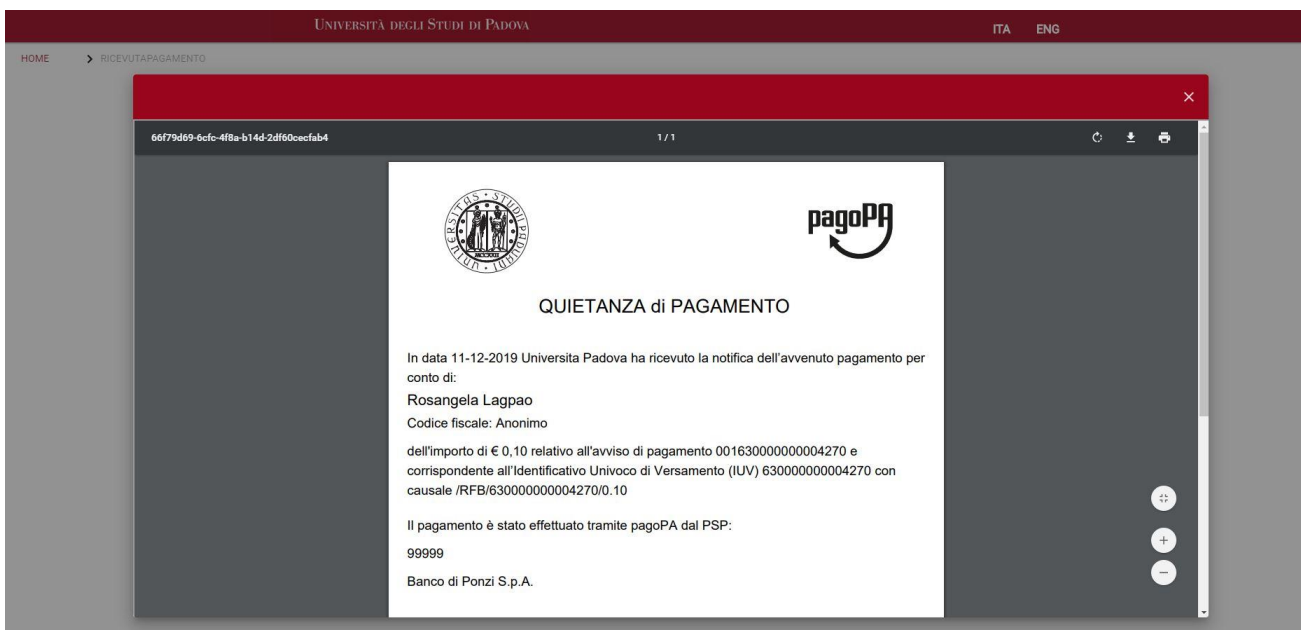 UNIVERSITÀ DEGLI STUDI DI PADOVA
ITA ENG
HOME > RICEVUTAPAGAMENTO
66f79d69-6cfc-4f8a-b14d-2df60cecfab4 1 / 1
UNIVERSITAS · STUDII PADUANI ·
MCCXXII
pagoPA
QUIETANZA di PAGAMENTO
In data 11-12-2019 Universita Padova ha ricevuto la notifica dell'avvenuto pagamento per
conto di:
Rosangela Lagpao
Codice fiscale: Anonimo
dell'importo di € 0,10 relativo all'avviso di pagamento 001630000000004270 e
corrispondente all'Identificativo Univoco di Versamento (IUV) 630000000004270 con
causale /RFB/630000000004270/0.10
Il pagamento è stato effettuato tramite pagoPA dal PSP:
99999
Banco di Ponzi S.p.A.